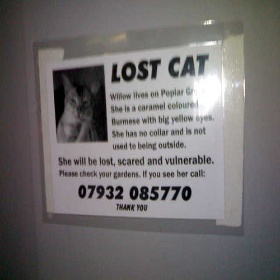 LOST CAT
Willow lives on Poplar
She is a caramel coloured
Burmese with big yellow eyes.
She has no collar and is not
used to being outside.
She will be lost, scared and vulnerable.
Please check your gardens. If you see her call:
07932 085770
THANK YOU